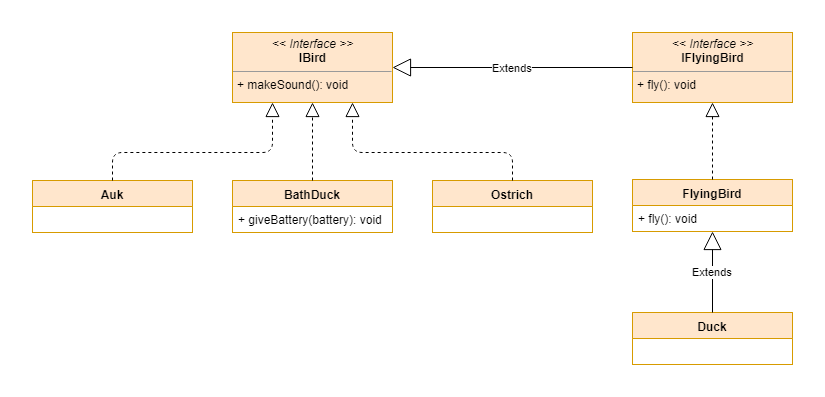 << Interface >>
IBird
+ makeSound(): void
Extends
<< Interface >>
IFlyingBird
+ fly(): void
Auk
BathDuck
+ giveBattery(battery): void
Ostrich
FlyingBird
+ fly(): void
Extends
Duck